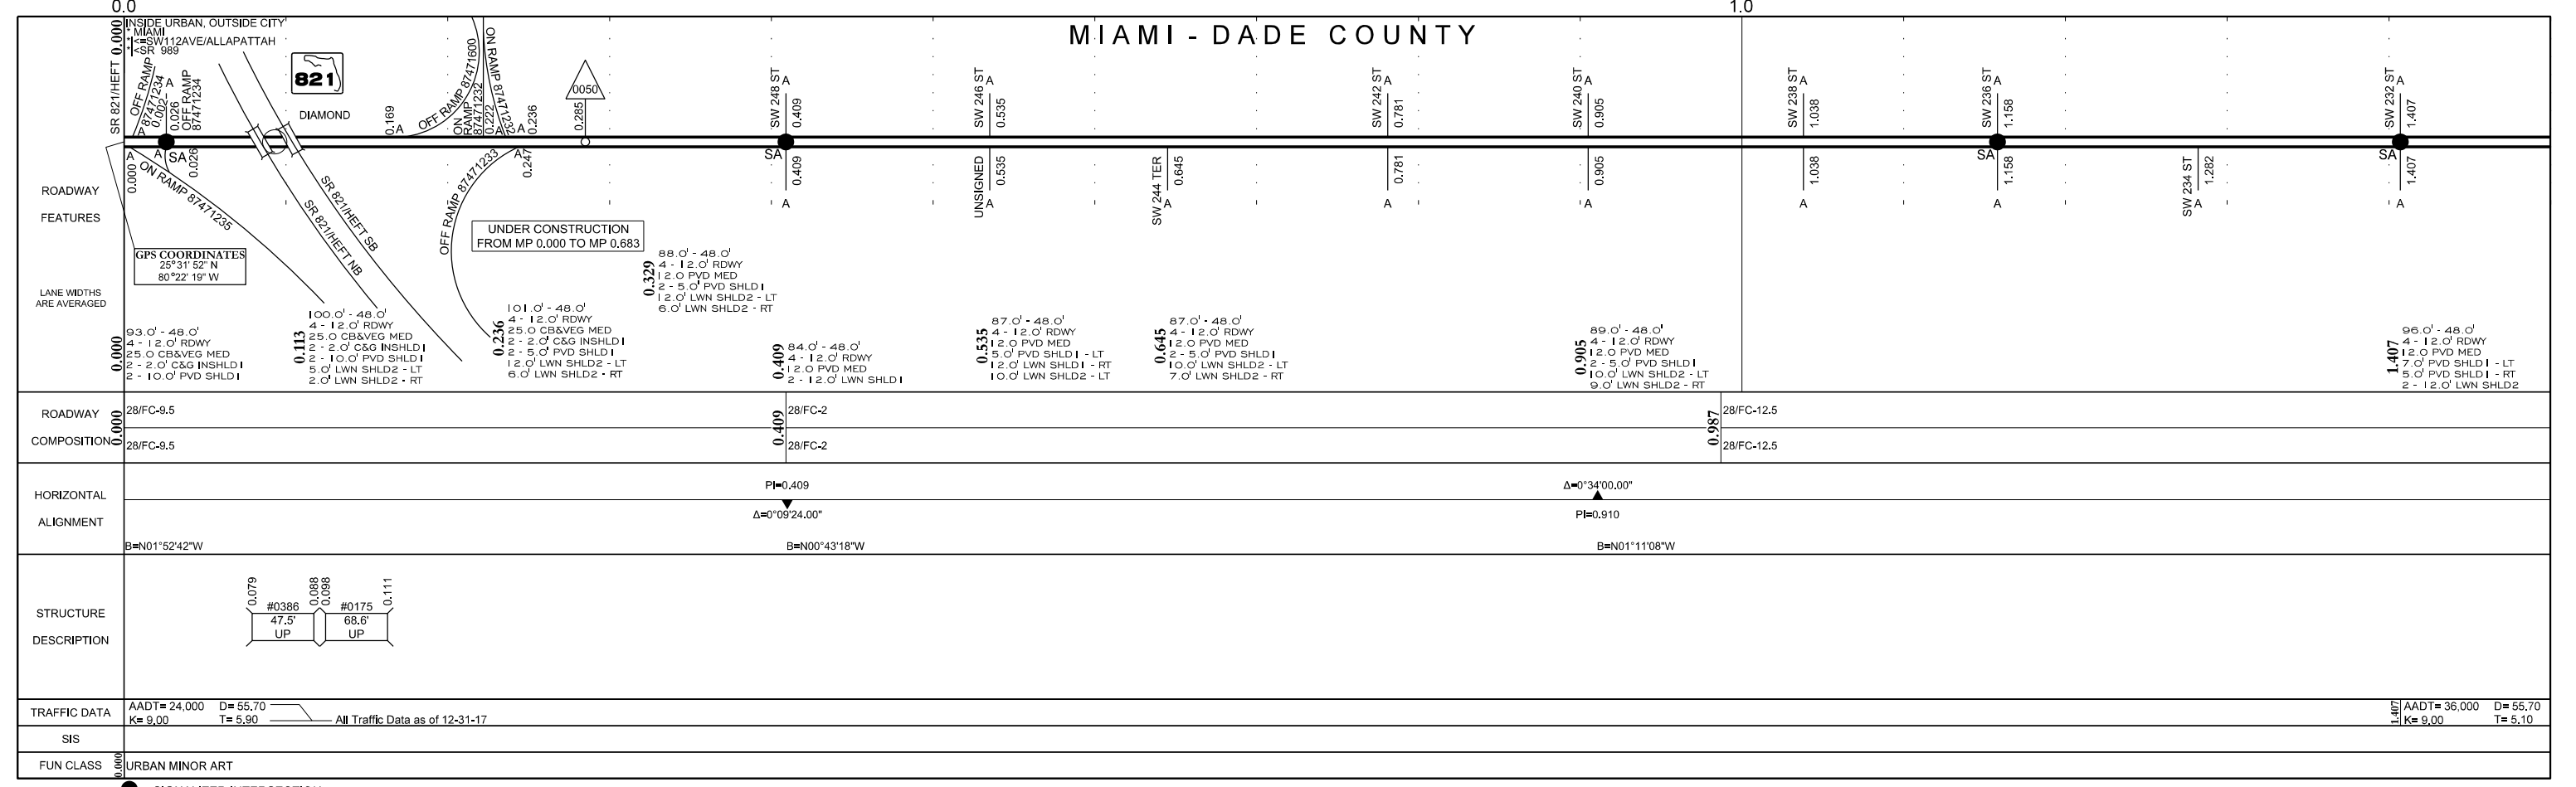 0.0
1.0
MIAMI - DADE COUNTY
SR 821/HEFT 0.000
INSIDE URBAN, OUTSIDE CITY
* MIAMI
* <=SW112AVE/ALLAPATTAH
* <SR 989
OFF RAMP
87471234
0.002
A
A
0.026
OFF RAMP
87471234
821
DIAMOND
0.169
A
OFF RAMP 87471600
ON RAMP 87471232
ON
RAMP
87471232
0.222
A
A
0.236
0050
0.285
SW 248 ST
A
0.409
SW 246 ST
A
0.535
SW 242 ST
A
0.781
SW 240 ST
A
0.905
SW 238 ST
A
1.038
SW 236 ST
A
1.158
SW 232 ST
A
1.407
A
0.000
ON RAMP 87471235
A
SA
0.026
SR 821/HEFT NB
SR 821/HEFT SB
OFF RAMP 87471233
A
0.247
SA
0.409
A
UNSIGNED
0.535
A
SW 244 TER
0.645
A
0.781
A
0.905
A
1.038
A
SA
1.158
A
SW 234 ST
1.282
A
SA
1.407
A
ROADWAY
FEATURES
LANE WIDTHS
ARE AVERAGED
GPS COORDINATES
25°31' 52" N
80°22' 19" W
UNDER CONSTRUCTION
FROM MP 0.000 TO MP 0.683
0.000
93.0' - 48.0'
4 - 12.0' RDWY
25.0 CB&VEG MED
2 - 2.0' C&G INSHLD1
2 - 10.0' PVD SHLD1
0.113
100.0' - 48.0'
4 - 12.0' RDWY
25.0 CB&VEG MED
2 - 2.0' C&G INSHLD1
2 - 10.0' PVD SHLD1
5.0' LWN SHLD2 - LT
2.0' LWN SHLD2 - RT
0.236
101.0' - 48.0'
4 - 12.0' RDWY
25.0 CB&VEG MED
2 - 2.0' C&G INSHLD1
2 - 5.0' PVD SHLD1
12.0' LWN SHLD2 - LT
6.0' LWN SHLD2 - RT
0.329
88.0' - 48.0'
4 - 12.0' RDWY
12.0 PVD MED
2 - 5.0' PVD SHLD1
12.0' LWN SHLD2 - LT
6.0' LWN SHLD2 - RT
0.409
84.0' - 48.0'
4 - 12.0' RDWY
12.0 PVD MED
2 - 12.0' LWN SHLD1
0.535
87.0' - 48.0'
4 - 12.0' RDWY
12.0 PVD MED
5.0' PVD SHLD1 - LT
12.0' LWN SHLD1 - RT
10.0' LWN SHLD2 - LT
0.645
87.0' - 48.0'
4 - 12.0' RDWY
12.0 PVD MED
2 - 5.0' PVD SHLD1
10.0' LWN SHLD2 - LT
7.0' LWN SHLD2 - RT
0.905
89.0' - 48.0'
4 - 12.0' RDWY
12.0 PVD MED
2 - 5.0' PVD SHLD1
10.0' LWN SHLD2 - LT
9.0' LWN SHLD2 - RT
1.407
96.0' - 48.0'
4 - 12.0' RDWY
12.0 PVD MED
7.0' PVD SHLD1 - LT
5.0' PVD SHLD1 - RT
2 - 12.0' LWN SHLD2
ROADWAY
COMPOSITION
0.000
28/FC-9.5
28/FC-9.5
0.409
28/FC-2
28/FC-2
0.987
28/FC-12.5
28/FC-12.5
HORIZONTAL
ALIGNMENT
PI=0.409
Δ=0°09'24.00"
Δ=0°34'00.00"
PI=0.910
B=N01°52'42"W
B=N00°43'18"W
B=N01°11'08"W
STRUCTURE
DESCRIPTION
0.079
#0386
47.5'
UP
0.088
0.098
#0175
68.6'
UP
0.111
TRAFFIC DATA
AADT= 24,000 D= 55.70
K= 9.00 T= 5.90
All Traffic Data as of 12-31-17
1.407
AADT= 36,000 D= 55.70
K= 9.00 T= 5.10
SIS
FUN CLASS
0.000
URBAN MINOR ART